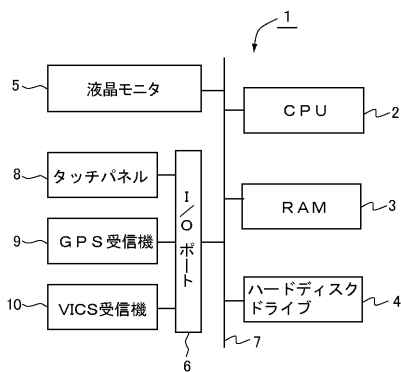 1
5
液晶モニタ
CPU
2
8
タッチパネル
I/Oポート
RAM
3
9
GPS受信機
10
VICS受信機
ハードディスク
ドライブ
4
6
7